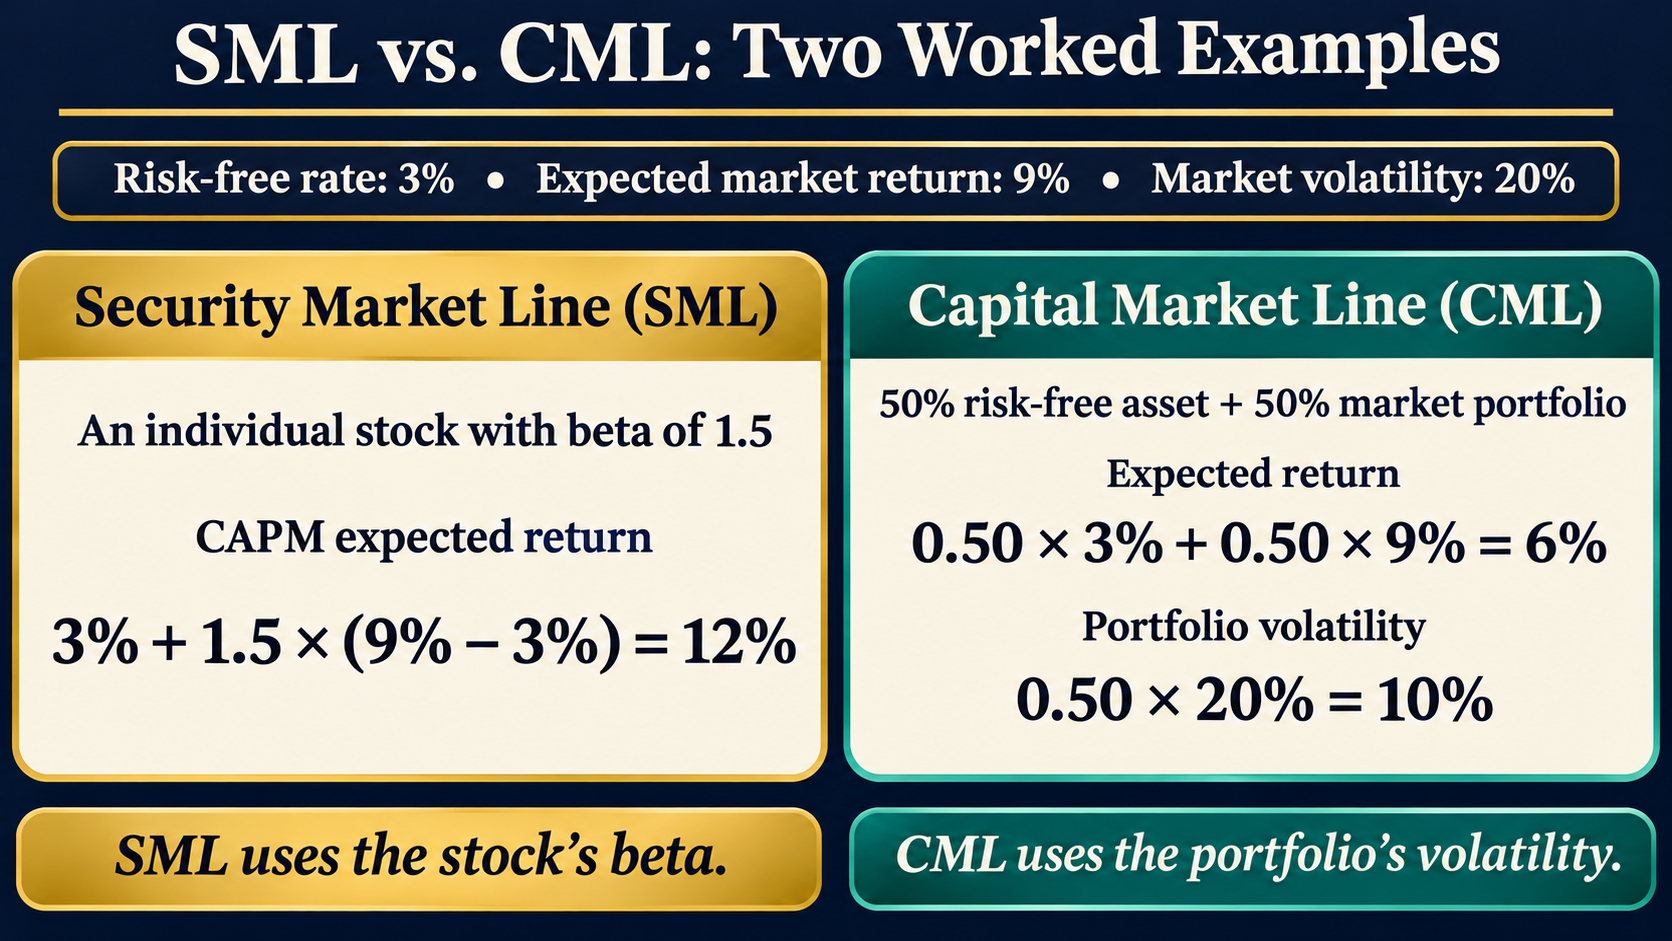 SML vs. CML: Two Worked Examples
Risk-free rate: 3% • Expected market return: 9% • Market volatility: 20%
Security Market Line (SML)
An individual stock with beta of 1.5
CAPM expected return
3% + 1.5 × (9% – 3%) = 12%
SML uses the stock’s beta.
Capital Market Line (CML)
50% risk-free asset + 50% market portfolio
Expected return
0.50 × 3% + 0.50 × 9% = 6%
Portfolio volatility
0.50 × 20% = 10%
CML uses the portfolio’s volatility.